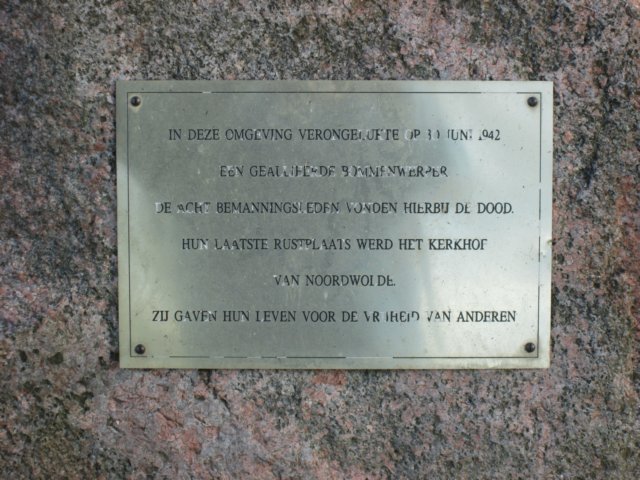 IN DEZE OMGEVING VERONGELUKTE OP 30 JUNI 1942
EEN GEALLIEERDE BOMMENWERPER
DE ACHT BEMANNINGSLEDEN VONDEN HIERBIJ DE DOOD.
HUN LAATSTE RUSTPLAATS WERD HET KERKHOF
VAN NOORDWOLDE.
ZIJ GAVEN HUN LEVEN VOOR DE VRIJHEID VAN ANDEREN